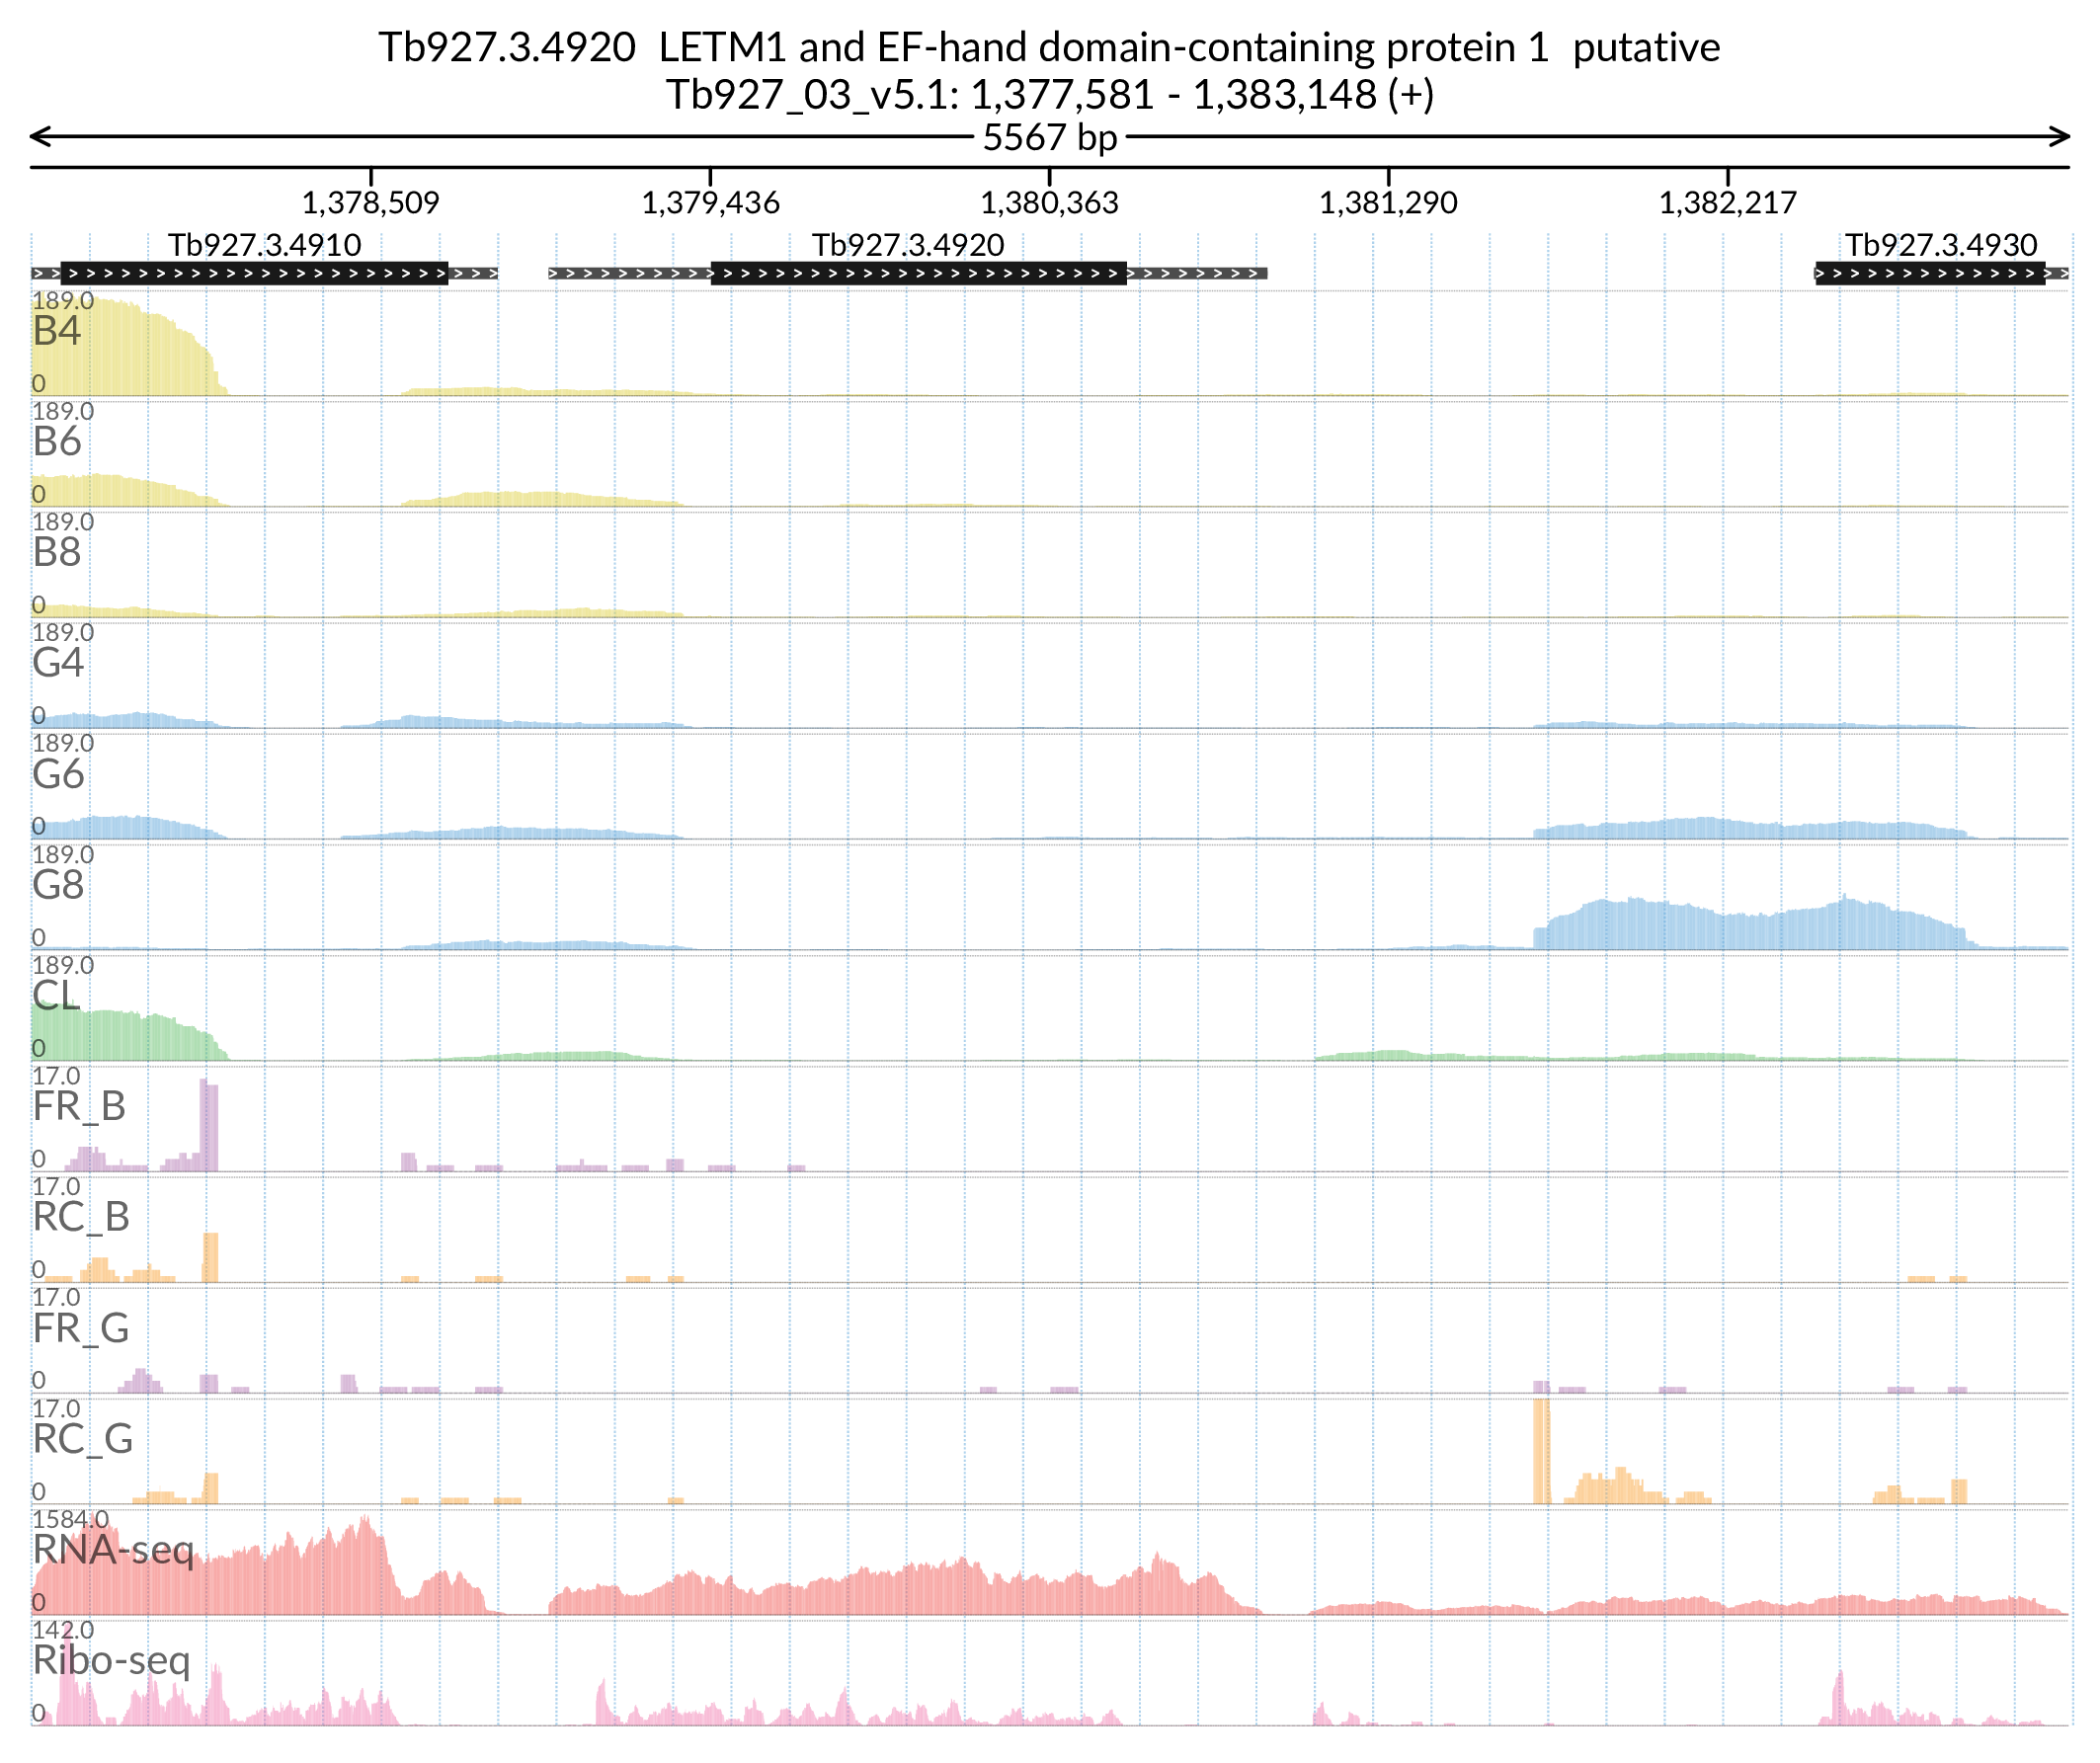 Tb927.3.4920  LETM1 and EF-hand domain-containing protein 1  putative
Tb927_03_v5.1: 1,377,581 - 1,383,148 (+)
5567 bp
1,378,509 1,379,436 1,380,363 1,381,290 1,382,217
Tb927.3.4910 Tb927.3.4920 Tb927.3.4930
189.0
B4
0
189.0
B6
0
189.0
B8
0
189.0
G4
0
189.0
G6
0
189.0
G8
0
189.0
CL
0
17.0
FR_B
0
17.0
RC_B
0
17.0
FR_G
0
17.0
RC_G
0
1584.0
RNA-seq
0
142.0
Ribo-seq
0